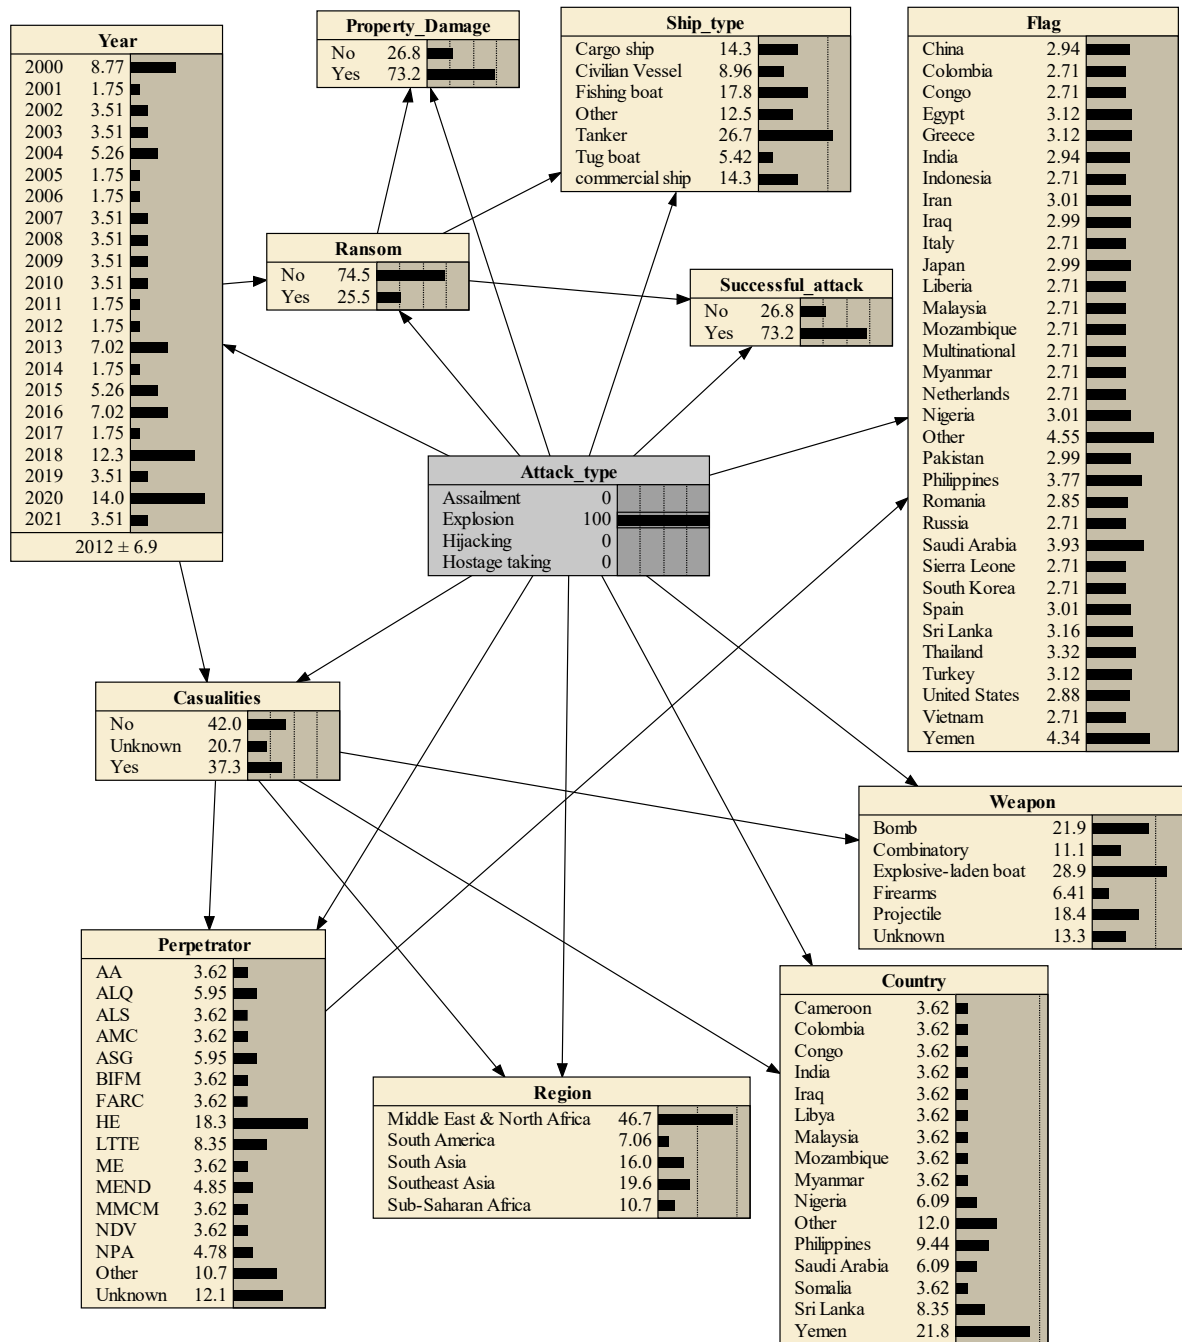 Year
2000 8.77
2001 1.75
2002 3.51
2003 3.51
2004 5.26
2005 1.75
2006 1.75
2007 3.51
2008 3.51
2009 3.51
2010 3.51
2011 1.75
2012 1.75
2013 7.02
2014 1.75
2015 5.26
2016 7.02
2017 1.75
2018 12.3
2019 3.51
2020 14.0
2021 3.51
2012 ± 6.9
Property_Damage
No 26.8
Yes 73.2
Ship_type
Cargo ship 14.3
Civilian Vessel 8.96
Fishing boat 17.8
Other 12.5
Tanker 26.7
Tug boat 5.42
commercial ship 14.3
Flag
China 2.94
Colombia 2.71
Congo 2.71
Egypt 3.12
Greece 3.12
India 2.94
Indonesia 2.71
Iran 3.01
Iraq 2.99
Italy 2.71
Japan 2.99
Liberia 2.71
Malaysia 2.71
Mozambique 2.71
Multinational 2.71
Myanmar 2.71
Netherlands 2.71
Nigeria 3.01
Other 4.55
Pakistan 2.99
Philippines 3.77
Romania 2.85
Russia 2.71
Saudi Arabia 3.93
Sierra Leone 2.71
South Korea 2.71
Spain 3.01
Sri Lanka 3.16
Thailand 3.32
Turkey 3.12
United States 2.88
Vietnam 2.71
Yemen 4.34
Ransom
No 74.5
Yes 25.5
Successful_attack
No 26.8
Yes 73.2
Attack_type
Assailment 0
Explosion 100
Hijacking 0
Hostage taking 0
Casualities
No 42.0
Unknown 20.7
Yes 37.3
Weapon
Bomb 21.9
Combinatory 11.1
Explosive-laden boat 28.9
Firearms 6.41
Projectile 18.4
Unknown 13.3
Perpetrator
AA 3.62
ALQ 5.95
ALS 3.62
AMC 3.62
ASG 5.95
BIFM 3.62
FARC 3.62
HE 18.3
LTTE 8.35
ME 3.62
MEND 4.85
MMCM 3.62
NDV 3.62
NPA 4.78
Other 10.7
Unknown 12.1
Region
Middle East & North Africa 46.7
South America 7.06
South Asia 16.0
Southeast Asia 19.6
Sub-Saharan Africa 10.7
Country
Cameroon 3.62
Colombia 3.62
Congo 3.62
India 3.62
Iraq 3.62
Libya 3.62
Malaysia 3.62
Mozambique 3.62
Myanmar 3.62
Nigeria 6.09
Other 12.0
Philippines 9.44
Saudi Arabia 6.09
Somalia 3.62
Sri Lanka 8.35
Yemen 21.8